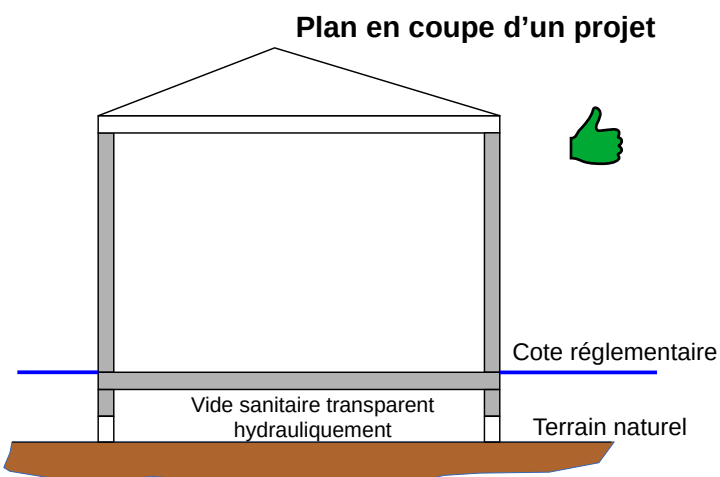 Plan en coupe d’un projet
Cote réglementaire
Vide sanitaire transparent
hydrauliquement
Terrain naturel